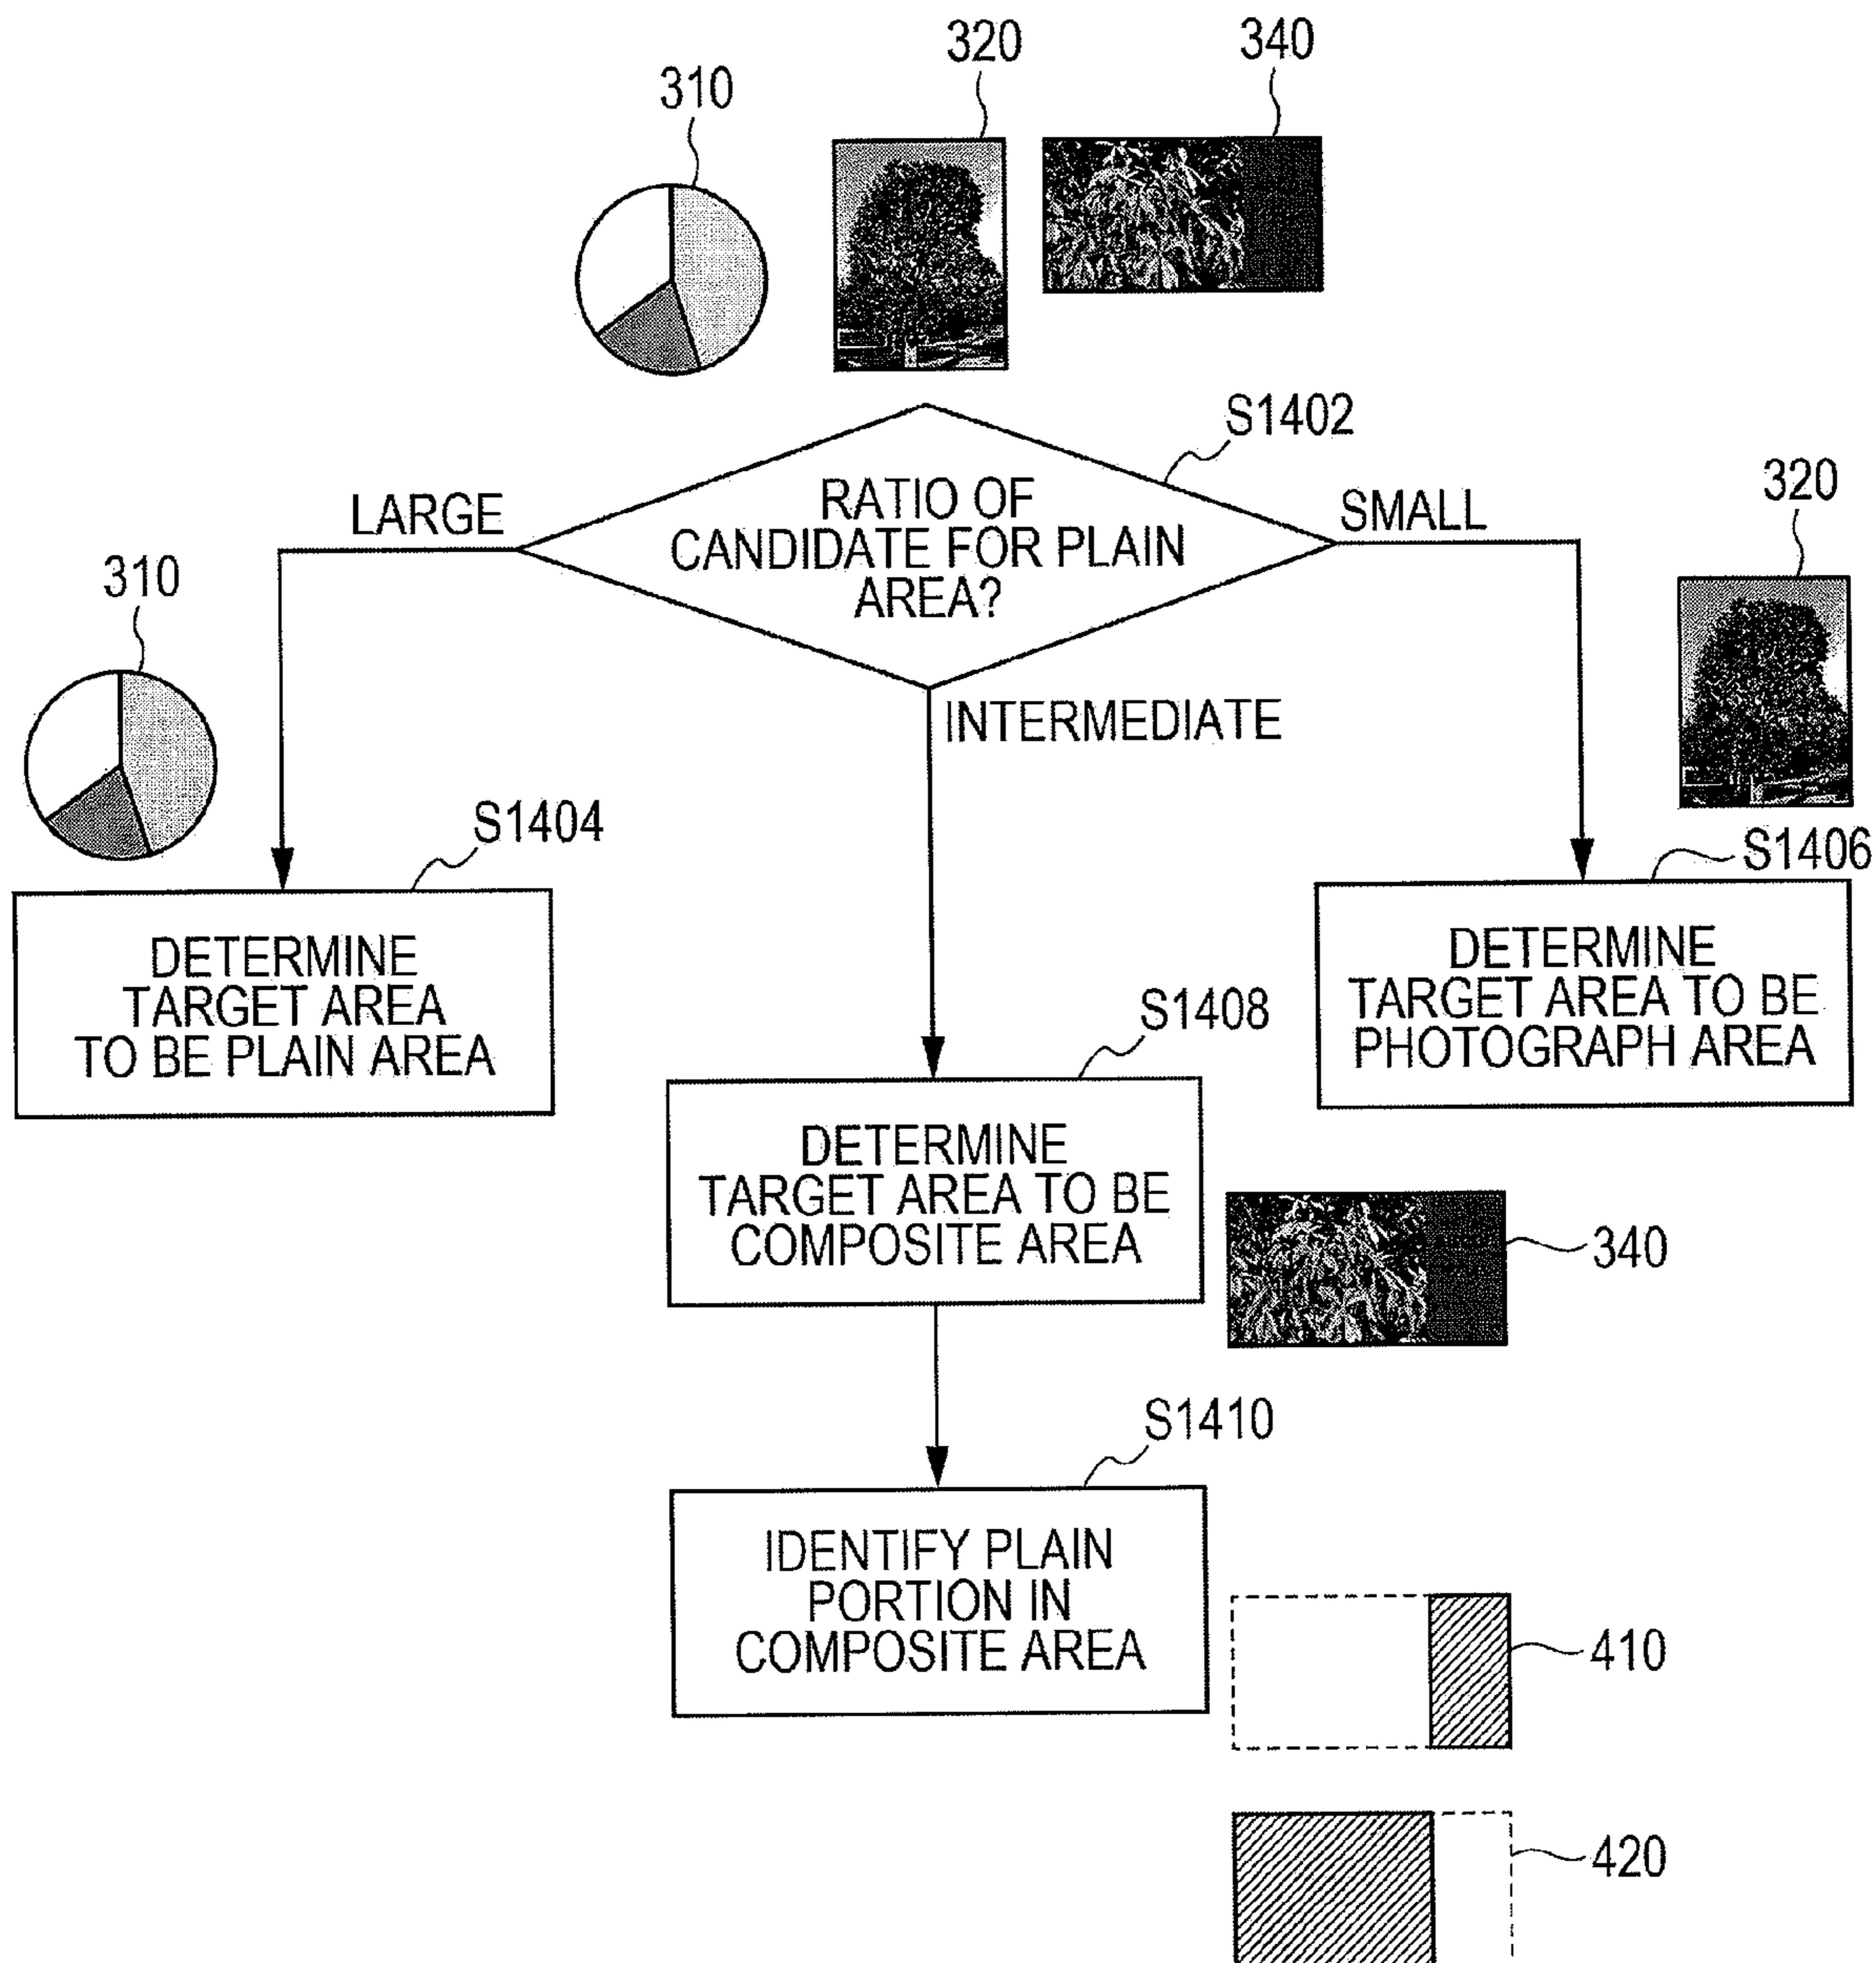 320
340
310
S1402
RATIO OF
CANDIDATE FOR PLAIN
AREA?
LARGE
SMALL
320
310
INTERMEDIATE
S1404
DETERMINE
TARGET AREA
TO BE PLAIN AREA
S1406
DETERMINE
TARGET AREA TO BE
PHOTOGRAPH AREA
S1408
DETERMINE
TARGET AREA TO BE
COMPOSITE AREA
340
S1410
IDENTIFY PLAIN
PORTION IN
COMPOSITE AREA
410
420